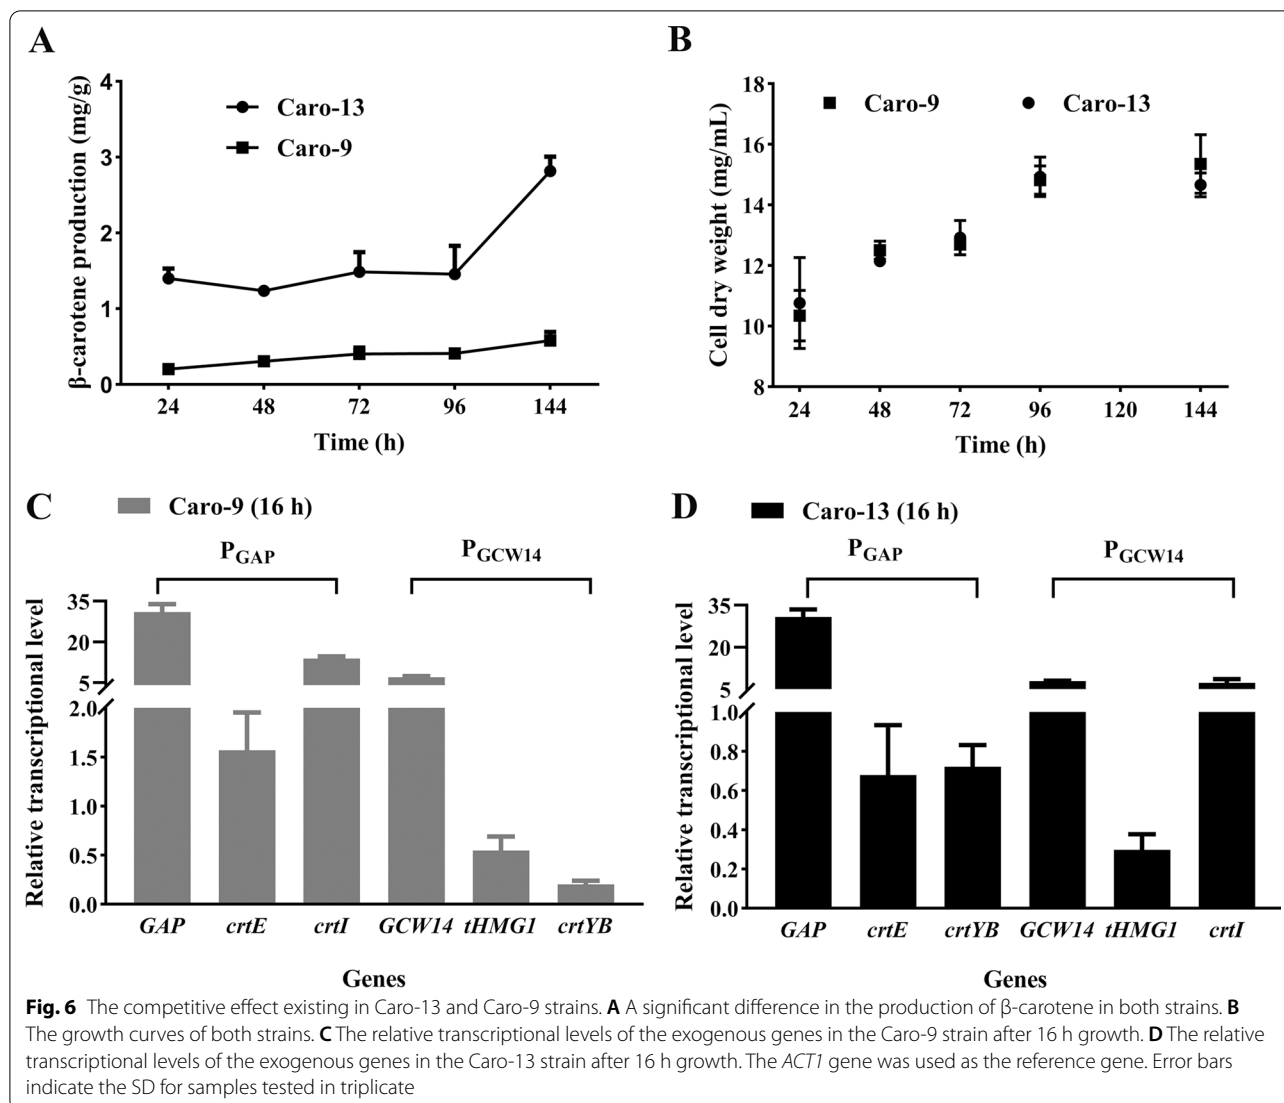 A
β-carotene production (mg/g)
4
3
2
1
0
Caro-13
Caro-9
24 48 72 96 144
Time (h)
B
Cell dry weight (mg/mL)
18
16
14
12
10
8
Caro-9 Caro-13
24 48 72 96 120 144
Time (h)
C
Caro-9 (16 h)
PGAP PGCW14
Relative transcriptional level
35
20
5
2.0
1.5
1.0
0.5
0.0
GAP crtE crtI GCW14 tHMG1 crtYB
Genes
D
Caro-13 (16 h)
PGAP PGCW14
Relative transcriptional level
35
20
5
1.0
0.8
0.6
0.4
0.2
0.0
GAP crtE crtYB GCW14 tHMG1 crtI
Genes
Fig. 6 The competitive effect existing in Caro-13 and Caro-9 strains. A A significant difference in the production of β-carotene in both strains. B
The growth curves of both strains. C The relative transcriptional levels of the exogenous genes in the Caro-9 strain after 16 h growth. D The relative
transcriptional levels of the exogenous genes in the Caro-13 strain after 16 h growth. The ACT1 gene was used as the reference gene. Error bars
indicate the SD for samples tested in triplicate